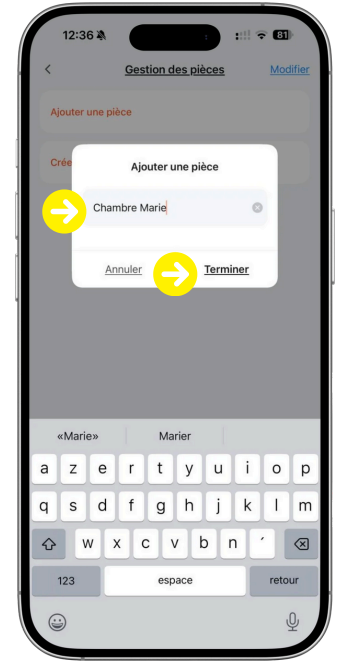 12:36 81
Gestion des pièces Modifier
Ajouter une pièce
Crée
Ajouter une pièce
Chambre Marie
Annuler Terminer
«Marie» Marier
a z e r t y u i o p
q s d f g h j k l m
w x c v b n ´
123 espace retour